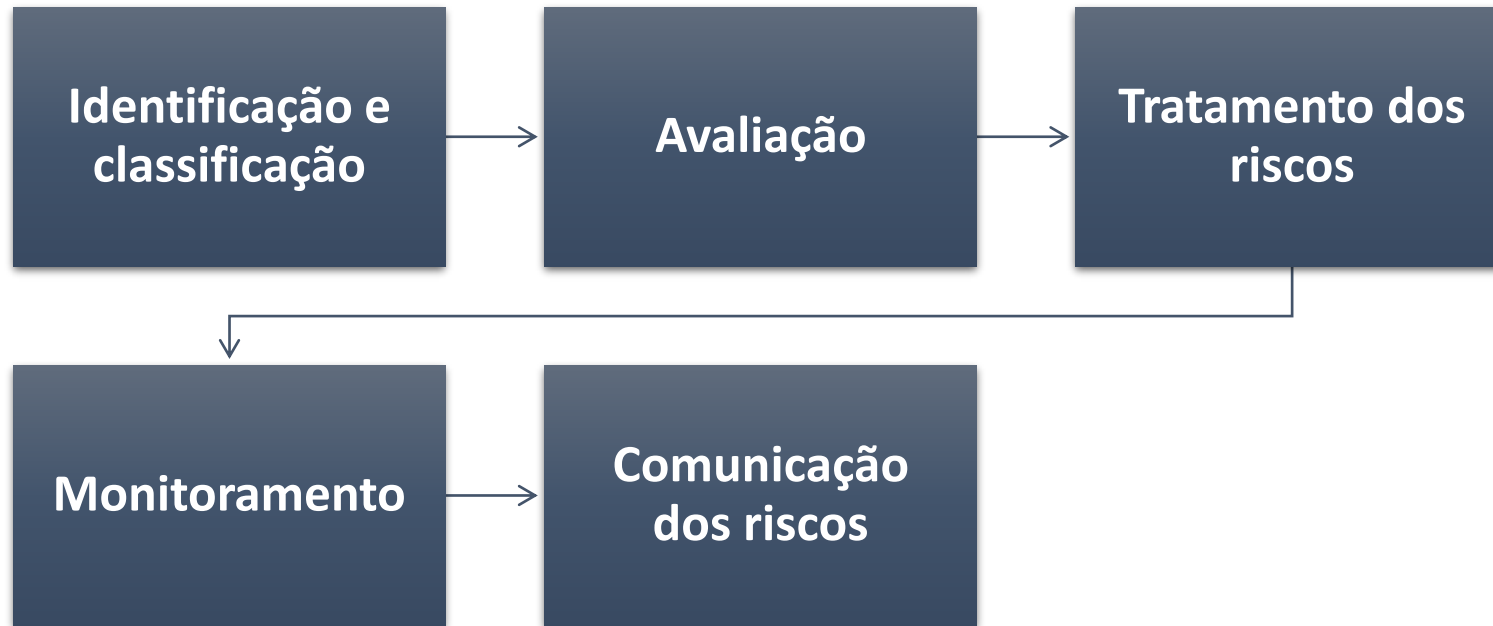 Identificação e
classificação
Avaliação
Tratamento dos
riscos
Monitoramento
Comunicação
dos riscos